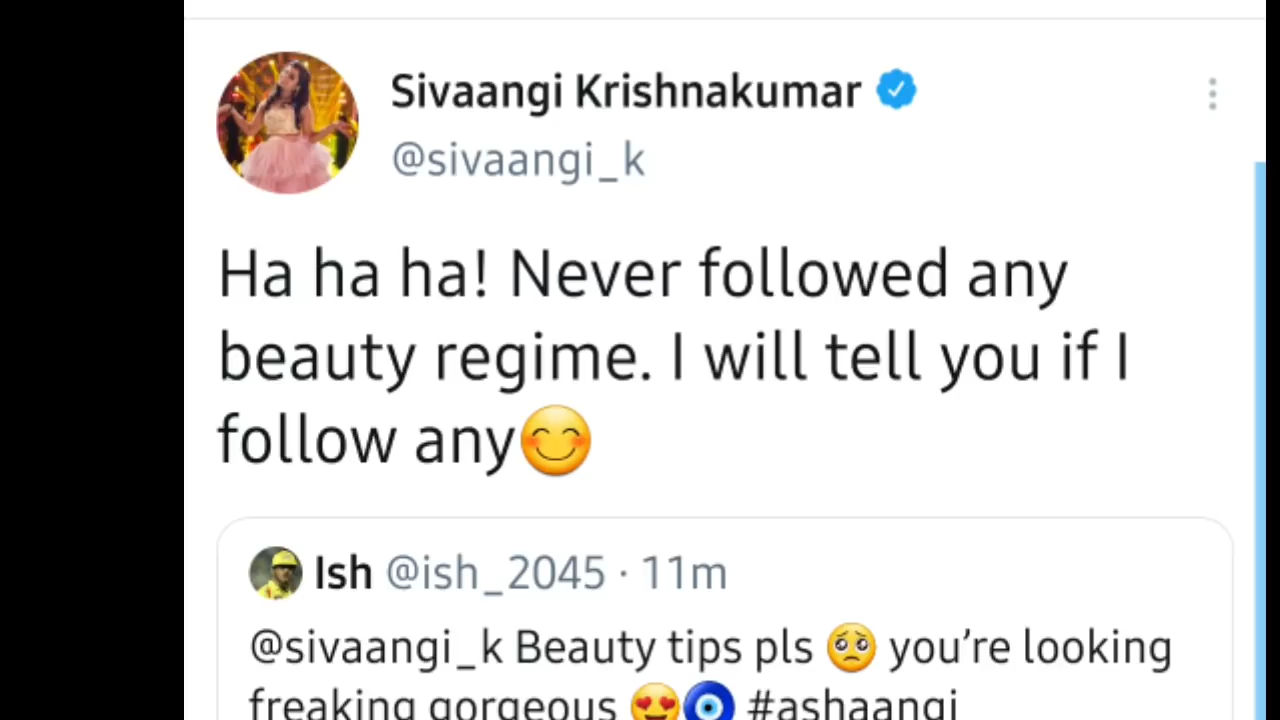 Sivaangi Krishnakumar
@sivaangi_k
Ha ha ha! Never followed any
beauty regime. I will tell you if I
follow any😊
Ish @ish_2045 · 11m
@sivaangi_k Beauty tips pls 🥺 you’re looking
freaking gorgeous 😍🧿 #ashaangi